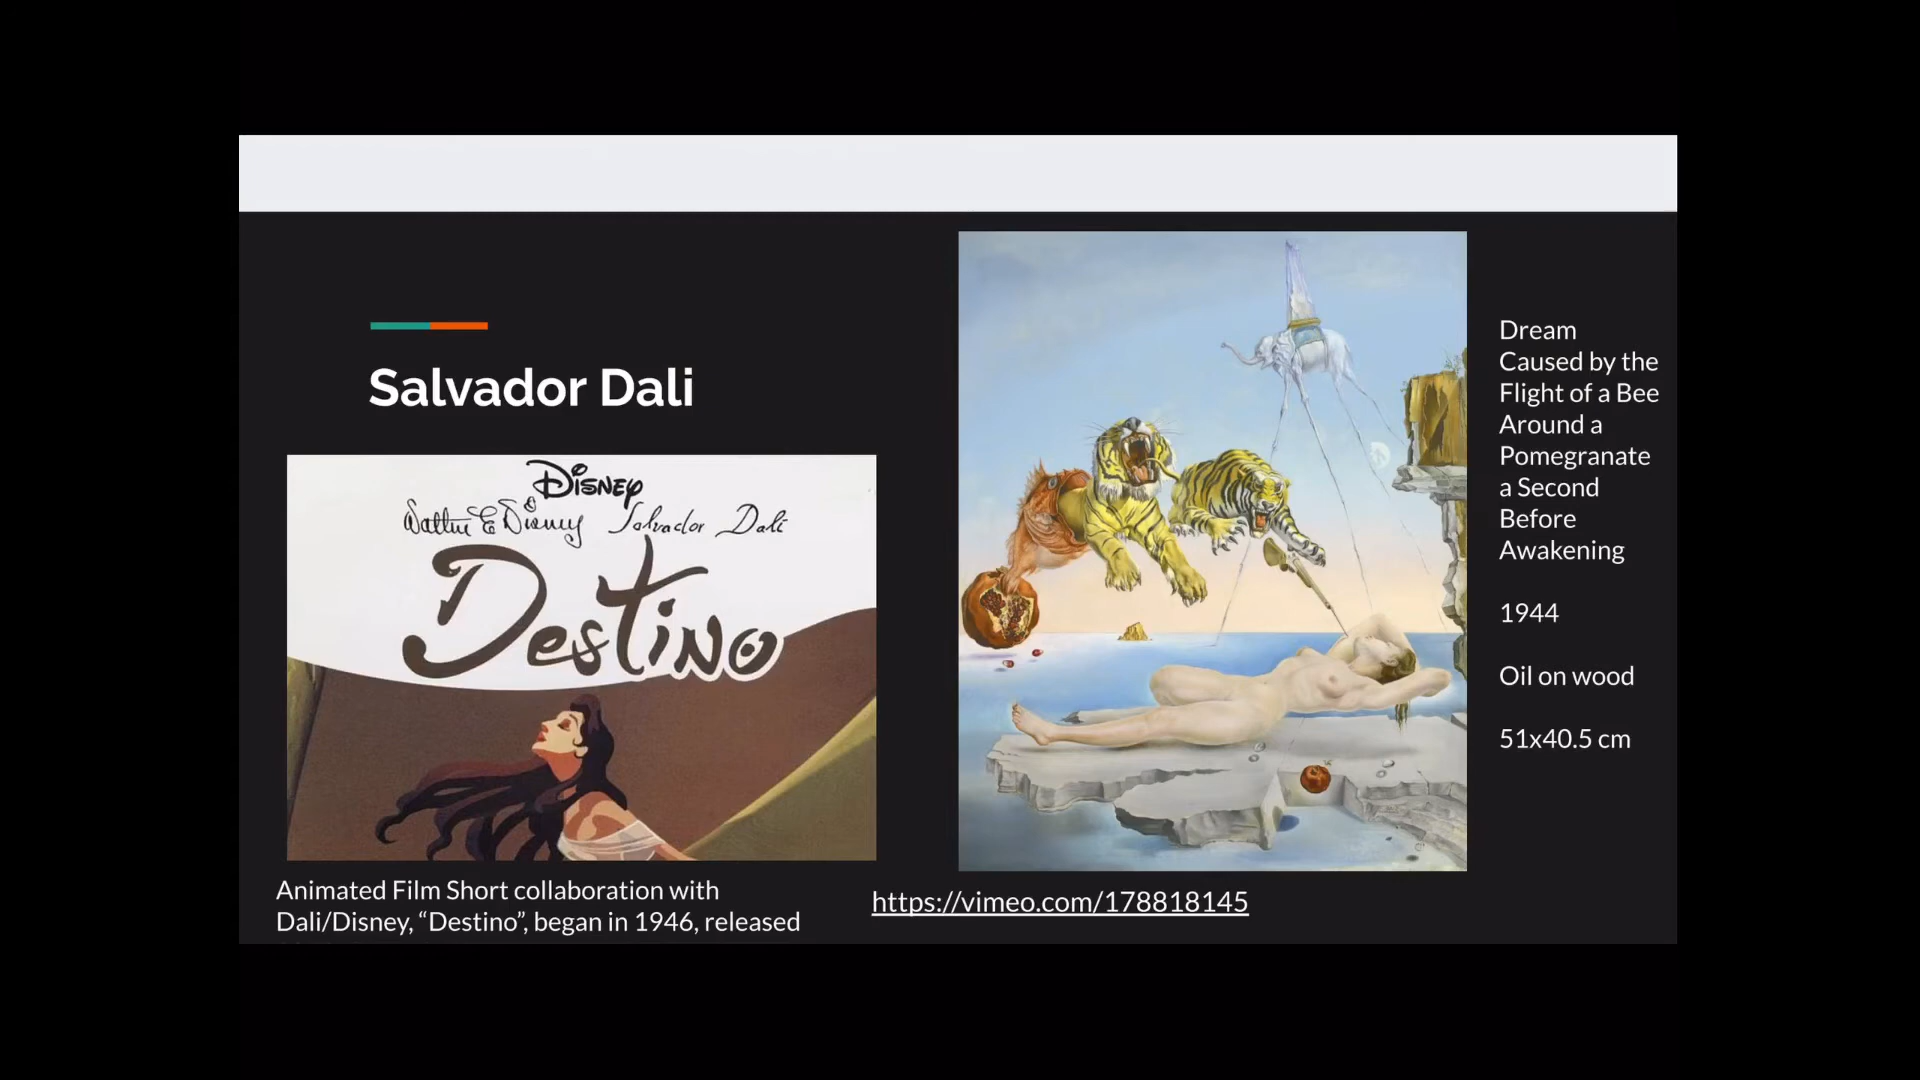 Salvador Dali
Disney
Walter E Disney Salvador Dali
Destino
Animated Film Short collaboration with
Dali/Disney, “Destino”, began in 1946, released
https://vimeo.com/178818145
Dream
Caused by the
Flight of a Bee
Around a
Pomegranate
a Second
Before
Awakening
1944
Oil on wood
51x40.5 cm